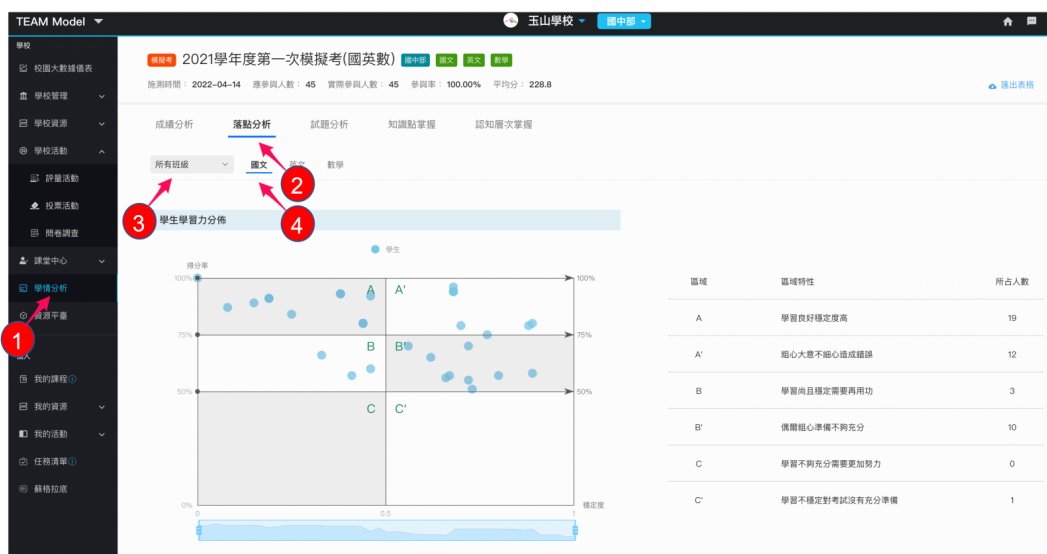 TEAM Model
玉山學校
國中部
學校
校園大數據儀表
學校管理
學校資源
學校活動
評量活動
投票活動
問卷調查
課堂中心
學情分析
資源平臺
我的課程
我的資源
我的活動
任務清單
蘇格拉底
模擬考 2021學年度第一次模擬考(國英數) 國中部 國文 英文 數學
施測時間： 2022-04-14 應參與人數： 45 實際參與人數： 45 參與率： 100.00% 平均分： 228.8
匯出表格
成績分析 落點分析 試題分析 知識點掌握 認知層次掌握
所有班級 國文 英文 數學
1
2
3
4
學生學習力分佈
學生
得分率
100% A A' 100%
75% B B' 75%
50% C C' 50%
0%
0 0.5 1
穩定度
區域 區域特性 所占人數
A 學習良好穩定度高 19
A' 粗心大意不細心造成錯誤 12
B 學習尚且穩定需要再用功 3
B' 偶爾粗心準備不夠充分 10
C 學習不夠充分需要更加努力 0
C' 學習不穩定對考試沒有充分準備 1